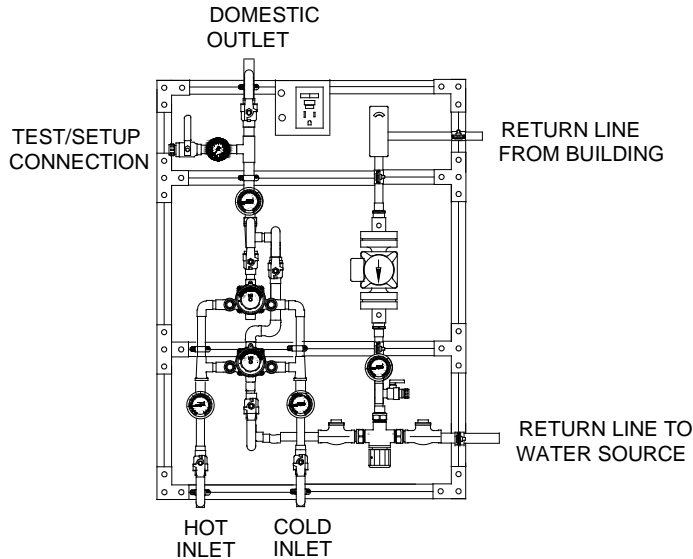 DOMESTIC
OUTLET
TEST/SETUP
CONNECTION
RETURN LINE
FROM BUILDING
RETURN LINE TO
WATER SOURCE
HOT
INLET
COLD
INLET